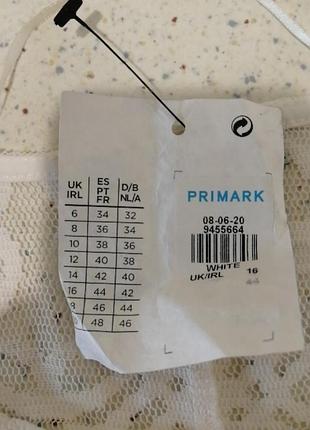 UK IRL ES PT FR D/B NL/A
6 34 32
8 36 34
10 38 36
12 40 38
14 42 40
16 44 42
46 44
48 46
PRIMARK
08-06-20
9455664
WHITE
UK/IRL 16
44